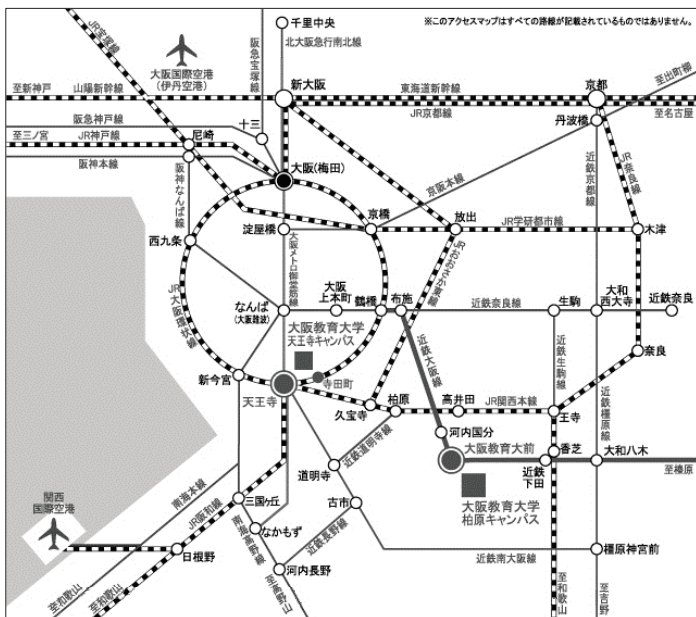 ※このアクセスマップはすべての路線が記載されているものではありません。
千里中央
北大阪急行南北線
JR宝塚線
阪急宝塚線
大阪国際空港
(伊丹空港)
新大阪
京都
至出町柳
至新神戸
山陽新幹線
東海道新幹線
JR京都線
至名古屋
丹波橋
阪急神戸線
十三
至三ノ宮
JR神戸線
尼崎
阪神本線
大阪(梅田)
近鉄京都線
JR奈良線
京阪本線
阪神なんば線
淀屋橋
京橋
放出
JR学研都市線
木津
西九条
大阪メトロ御堂筋線
JRおおさか東線
JR大阪環状線
大阪
上本町
鶴橋
布施
生駒
大和
西大寺
近鉄奈良
なんば
(大阪難波)
近鉄奈良線
大阪教育大学
天王寺キャンパス
近鉄大阪線
近鉄生駒線
奈良
新今宮
寺田町
天王寺
久宝寺
柏原
高井田
JR関西本線
王寺
近鉄橿原線
河内国分
近鉄道明寺線
道明寺
大阪教育大前
香芝
近鉄
下田
大和八木
至榛原
大阪教育大学
柏原キャンパス
南海本線
関西
国際空港
JR阪和線
三国ヶ丘
古市
なかもず
近鉄長野線
南海高野線
日根野
河内長野
近鉄南大阪線
橿原神宮前
至和歌山
至和歌山
至高野山
至和歌山
至吉野